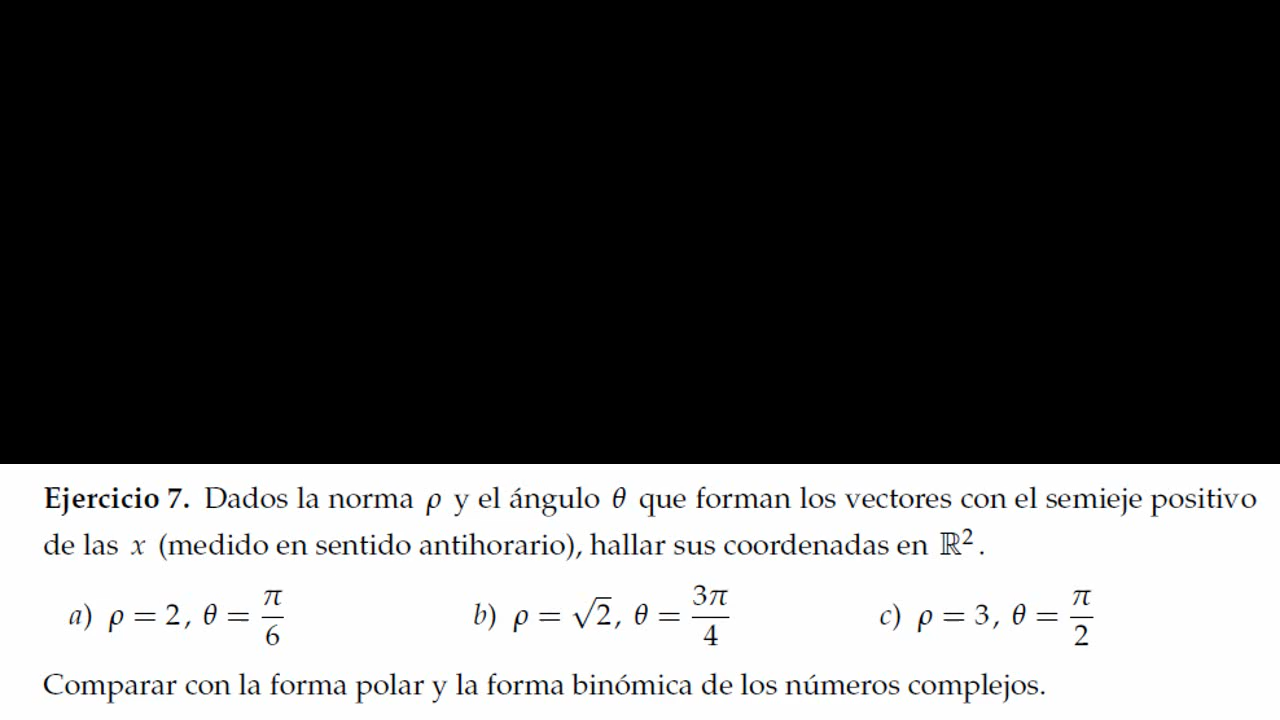 Ejercicio 7. Dados la norma ρ y el ángulo θ que forman los vectores con el semieje positivo
de las x (medido en sentido antihorario), hallar sus coordenadas en ℝ².
a) ρ = 2, θ = π/6 b) ρ = √2, θ = 3π/4 c) ρ = 3, θ = π/2
Comparar con la forma polar y la forma binómica de los números complejos.